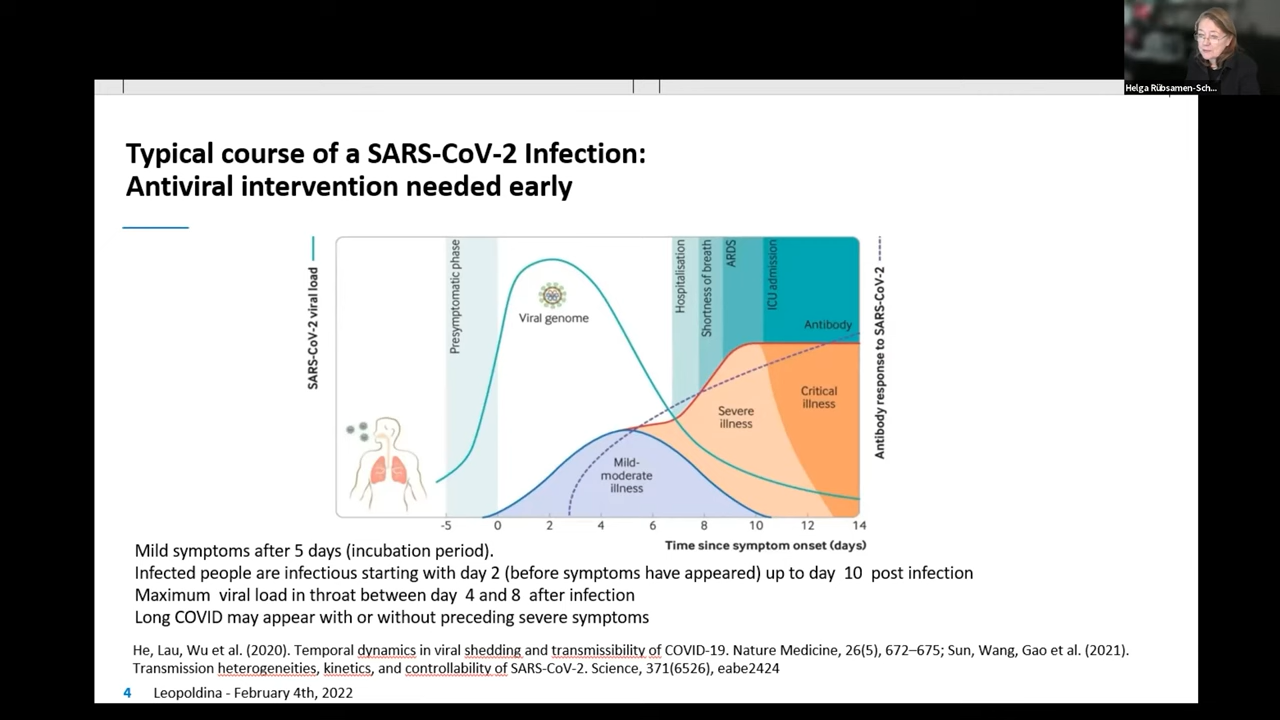 Helga Rübsamen-Sch...
Typical course of a SARS-CoV-2 Infection:
Antiviral intervention needed early
SARS-CoV-2 viral load
Presymptomatic phase
Viral genome
Hospitalisation
Shortness of breath
ARDS
ICU admission
Antibody
Antibody response to SARS-CoV-2
Mild-
moderate
illness
Severe
illness
Critical
illness
-5 0 2 4 6 8 10 12 14
Time since symptom onset (days)
Mild symptoms after 5 days (incubation period).
Infected people are infectious starting with day 2 (before symptoms have appeared) up to day 10 post infection
Maximum viral load in throat between day 4 and 8 after infection
Long COVID may appear with or without preceding severe symptoms
He, Lau, Wu et al. (2020). Temporal dynamics in viral shedding and transmissibility of COVID-19. Nature Medicine, 26(5), 672–675; Sun, Wang, Gao et al. (2021).
Transmission heterogeneities, kinetics, and controllability of SARS-CoV-2. Science, 371(6526), eabe2424
4 Leopoldina - February 4th, 2022